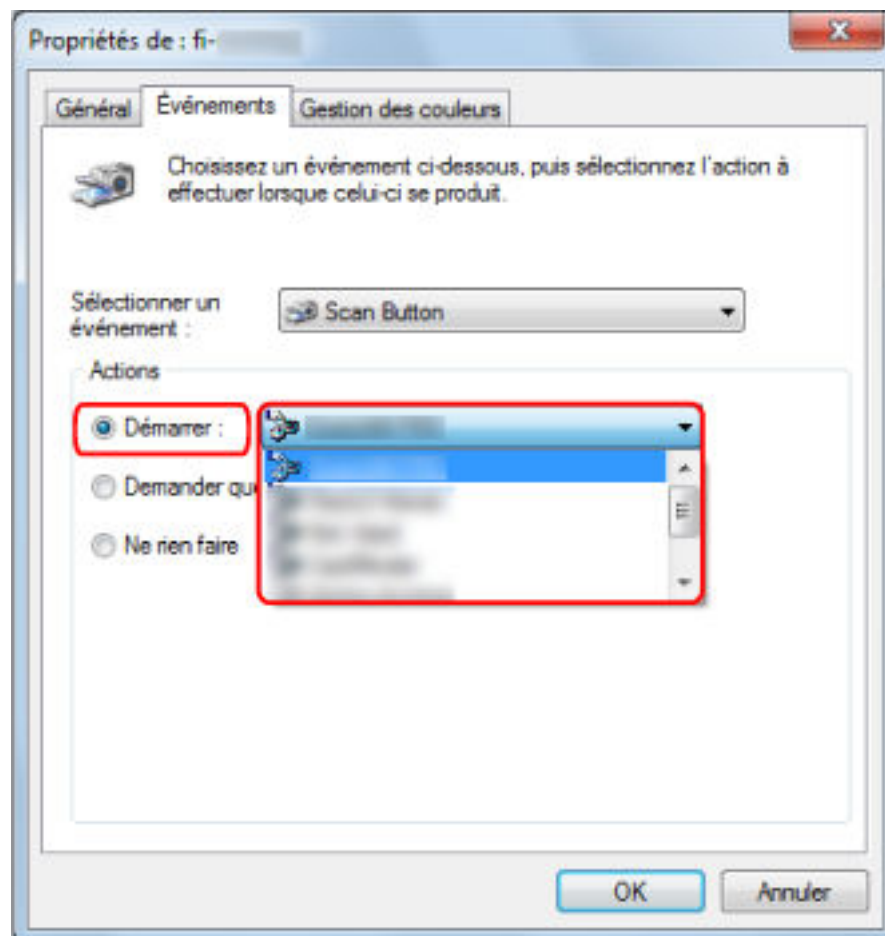 Propriétés de : fi-
Général Événements Gestion des couleurs
Choisissez un événement ci-dessous, puis sélectionnez l'action à
effectuer lorsque celui-ci se produit.
Sélectionner un
événement :
Scan Button
Actions
Démarrer :
Demander qu
Ne rien faire
OK Annuler